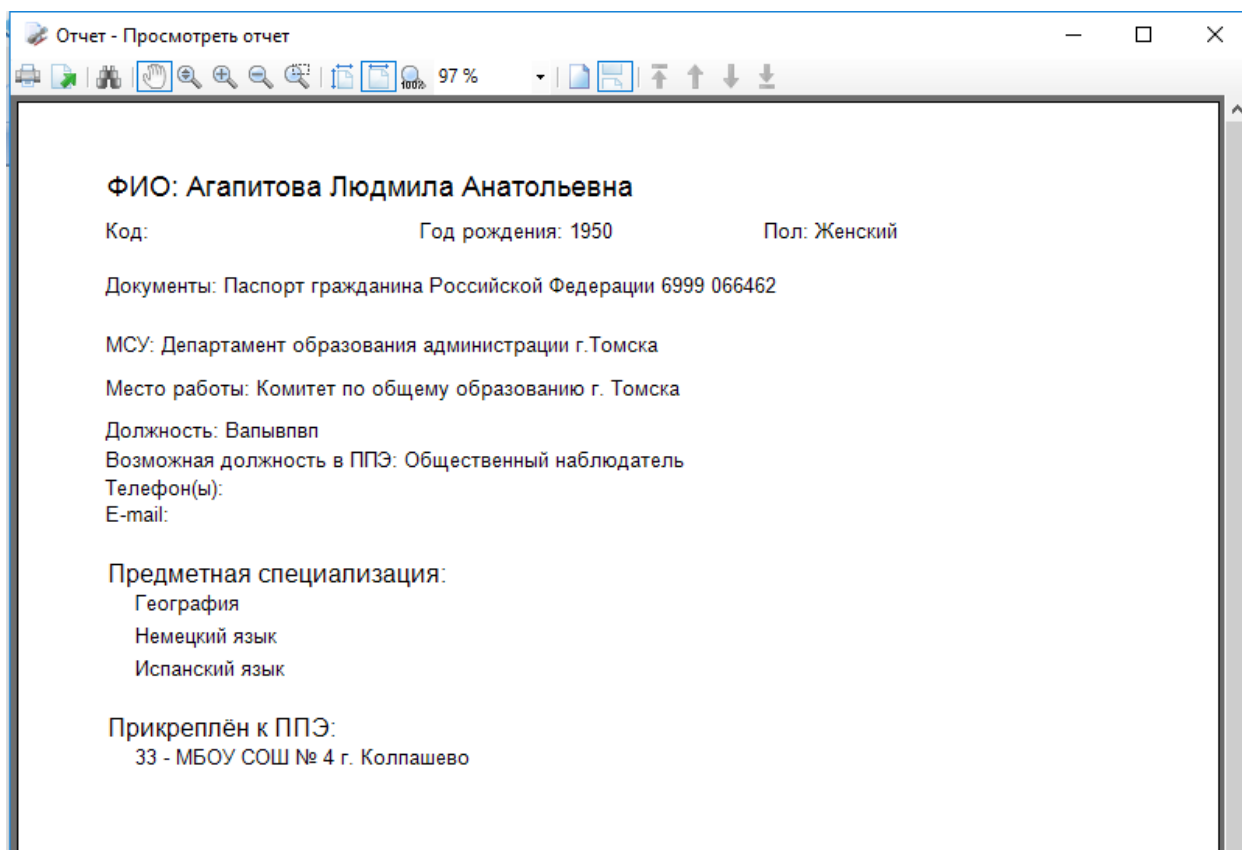 Отчет - Просмотреть отчет
100% 97 %
ФИО: Агапитова Людмила Анатольевна
Код: Год рождения: 1950 Пол: Женский
Документы: Паспорт гражданина Российской Федерации 6999 066462
МСУ: Департамент образования администрации г.Томска
Место работы: Комитет по общему образованию г. Томска
Должность: Вапывпвп
Возможная должность в ППЭ: Общественный наблюдатель
Телефон(ы):
E-mail:
Предметная специализация:
География
Немецкий язык
Испанский язык
Прикреплён к ППЭ:
33 - МБОУ СОШ № 4 г. Колпашево